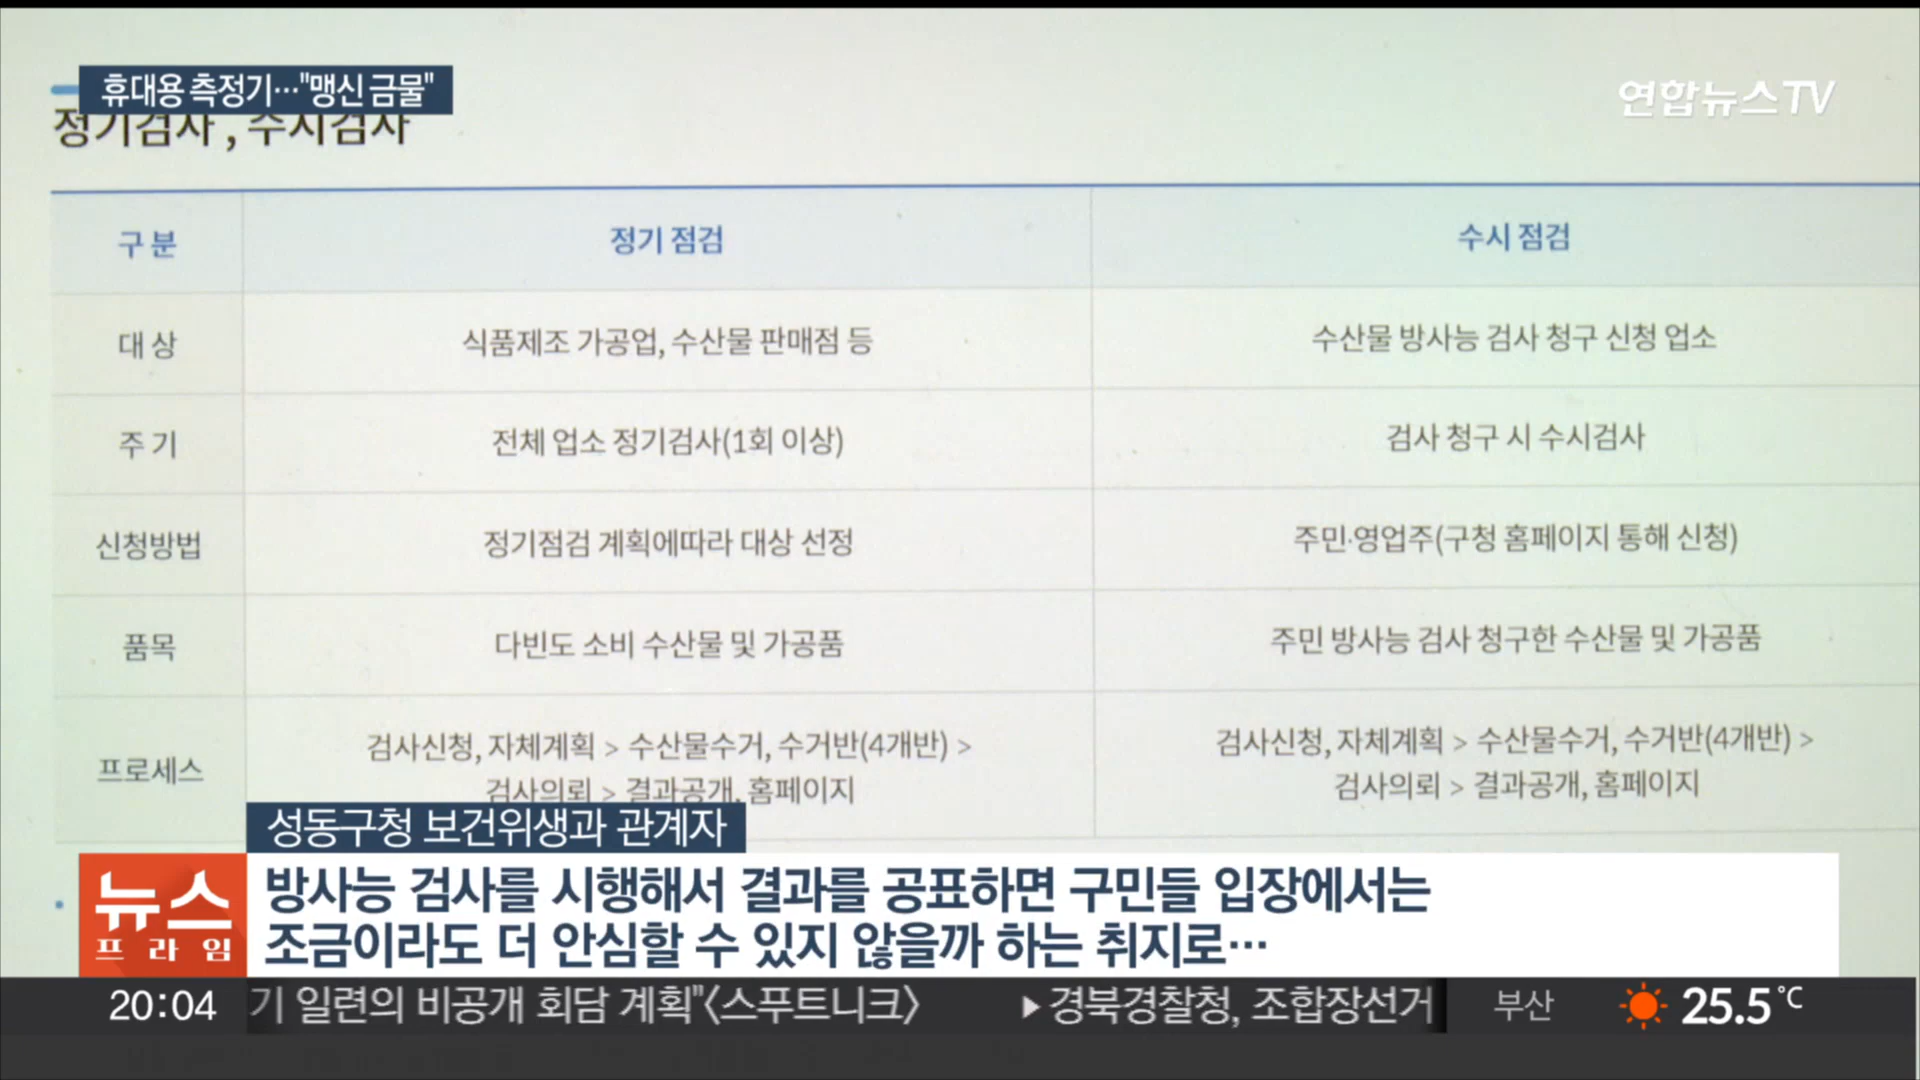 휴대용 측정기…"맹신 금물"
연합뉴스TV
정기검사 , 수시검사
구 분 정기 점검 수시 점검
대 상 식품제조 가공업, 수산물 판매점 등 수산물 방사능 검사 청구 신청 업소
주 기 전체 업소 정기검사(1회 이상) 검사 청구 시 수시검사
신청방법 정기점검 계획에따라 대상 선정 주민·영업주(구청 홈페이지 통해 신청)
품목 다빈도 소비 수산물 및 가공품 주민 방사능 검사 청구한 수산물 및 가공품
프로세스 검사신청, 자체계획 > 수산물수거, 수거반(4개반) > 검사신청, 자체계획 > 수산물수거, 수거반(4개반) >
검사의뢰 > 결과공개, 홈페이지 검사의뢰 > 결과공개, 홈페이지
성동구청 보건위생과 관계자
뉴스
프라임
방사능 검사를 시행해서 결과를 공표하면 구민들 입장에서는
조금이라도 더 안심할 수 있지 않을까 하는 취지로…
20:04 기 일련의 비공개 회담 계획"〈스푸트니크〉 ▶경북경찰청, 조합장선거 부산 25.5℃